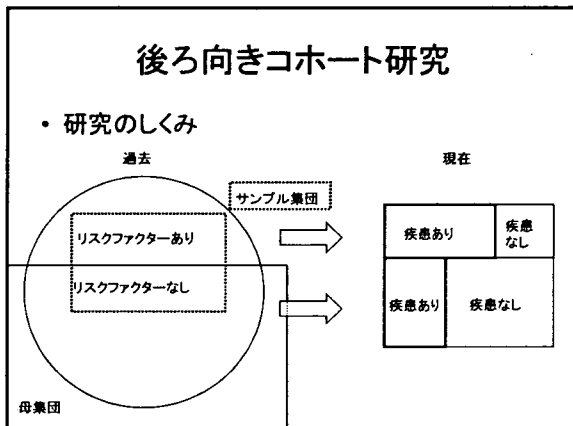 後ろ向きコホート研究
・ 研究のしくみ
過去
現在
サンプル集団
リスクファクターあり
リスクファクターなし
疾患あり
疾患
なし
疾患あり
疾患なし
母集団